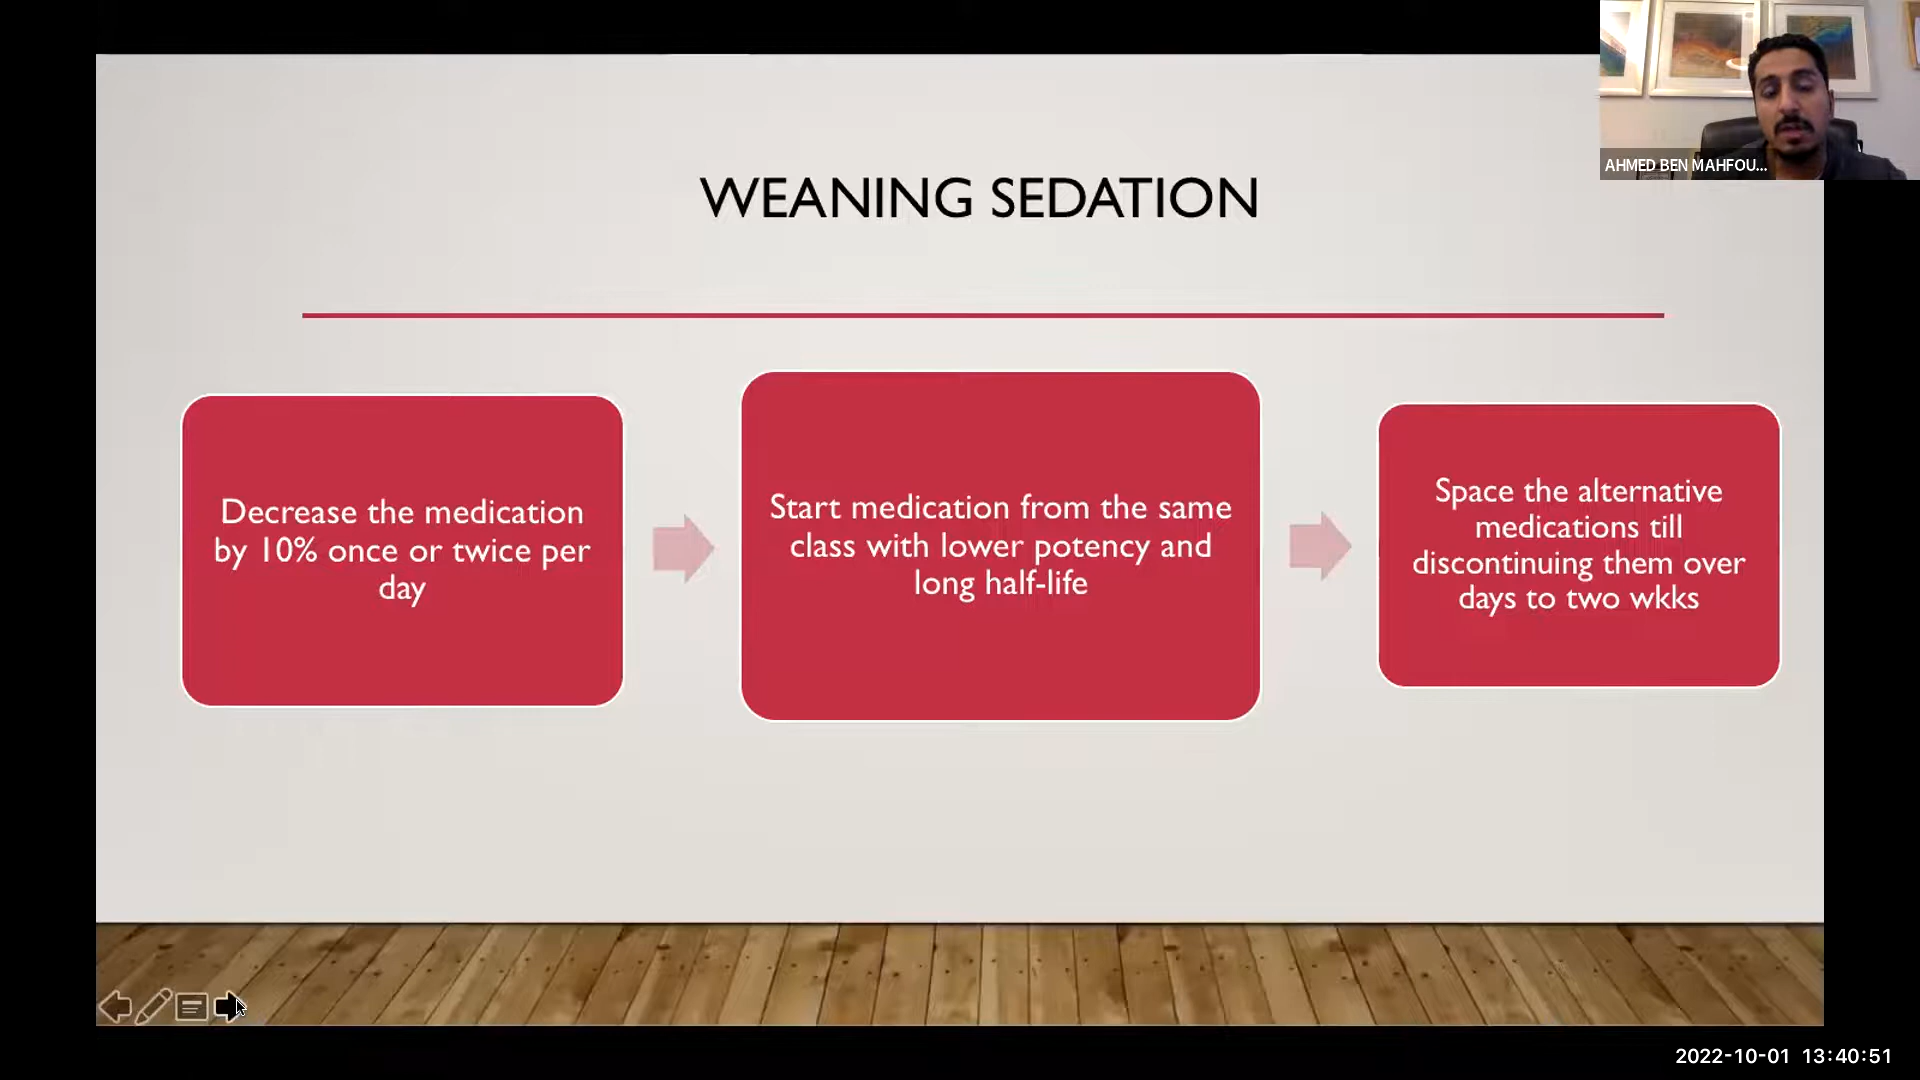 AHMED BEN MAHFOU...
WEANING SEDATION
Decrease the medication
by 10% once or twice per
day
Start medication from the same
class with lower potency and
long half-life
Space the alternative
medications till
discontinuing them over
days to two wkks
2022-10-01 13:40:51